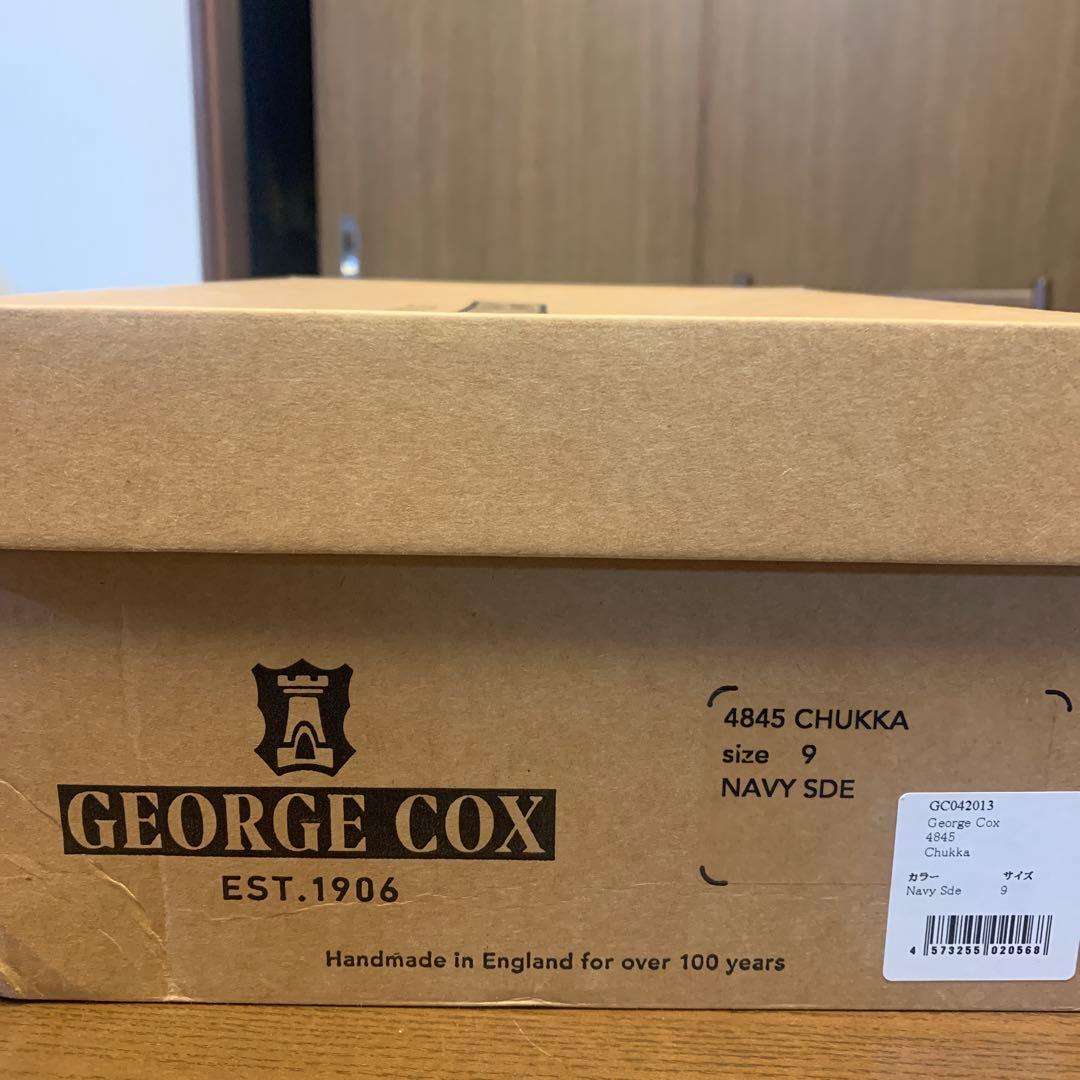 GEORGE COX
EST.1906
4845 CHUKKA
size 9
NAVY SDE
GC042013
George Cox
4845
Chukka
カラー サイズ
Navy Sde 9
4 573255 020568
Handmade in England for over 100 years